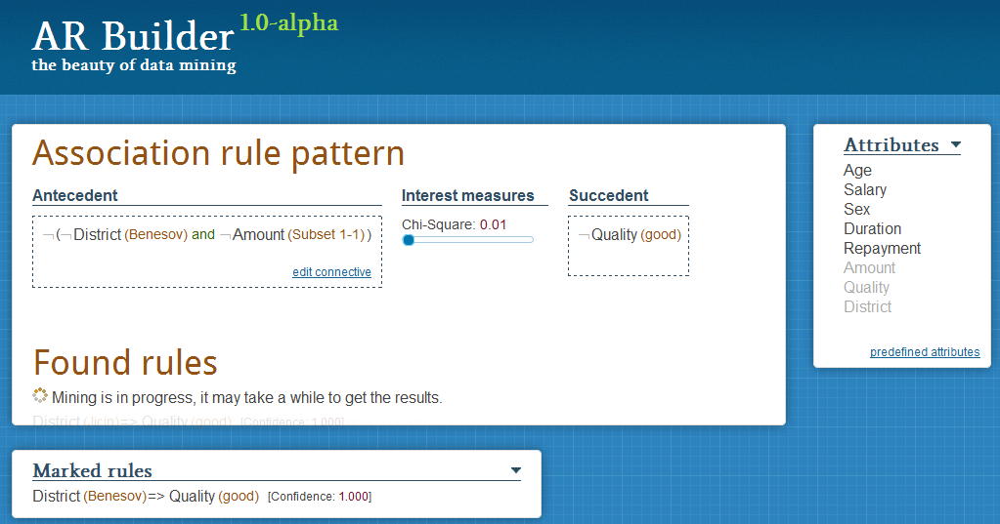 AR Builder 1.0-alpha
the beauty of data mining
Association rule pattern
Antecedent
¬(¬District (Benesov) and ¬Amount (Subset 1-1))
edit connective
Interest measures
Chi-Square: 0.01
Succedent
¬Quality (good)
Found rules
Mining is in progress, it may take a while to get the results.
District (Jicin)=> Quality (good) [Confidence: 1.000]
Marked rules
District (Benesov)=> Quality (good) [Confidence: 1.000]
Attributes
Age
Salary
Sex
Duration
Repayment
Amount
Quality
District
predefined attributes